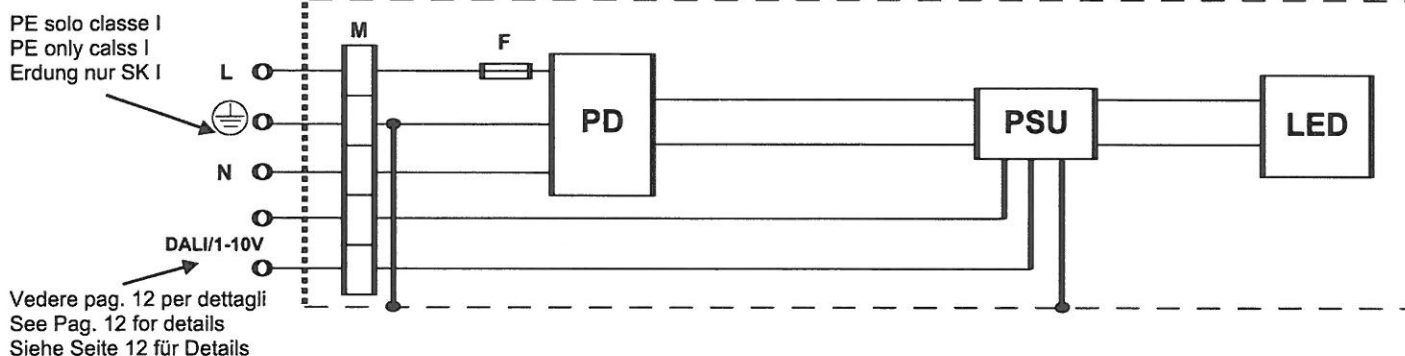 PE solo classe I
PE only calss I
Erdung nur SK I
M
F
L
PD
PSU
LED
N
DALI/1-10V
Vedere pag. 12 per dettagli
See Pag. 12 for details
Siehe Seite 12 für Details